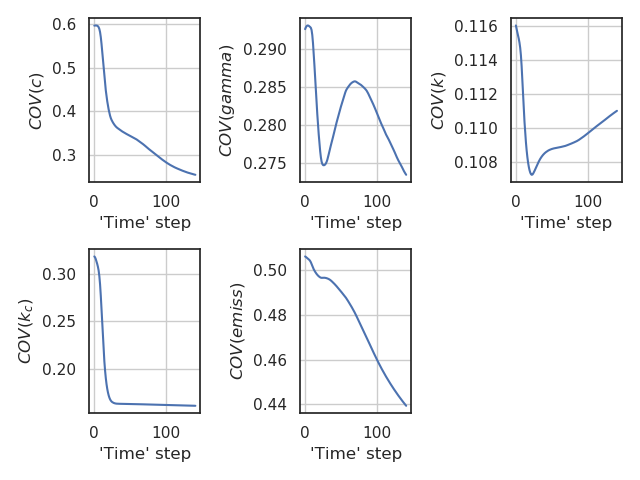 0.6
0.5
0.4
0.3
COV(c)
0 100
'Time' step
0.290
0.285
0.280
0.275
COV(gamma)
0 100
'Time' step
0.116
0.114
0.112
0.110
0.108
COV(k)
0 100
'Time' step
0.30
0.25
0.20
COV(k_c)
0 100
'Time' step
0.50
0.48
0.46
0.44
COV(emiss)
0 100
'Time' step